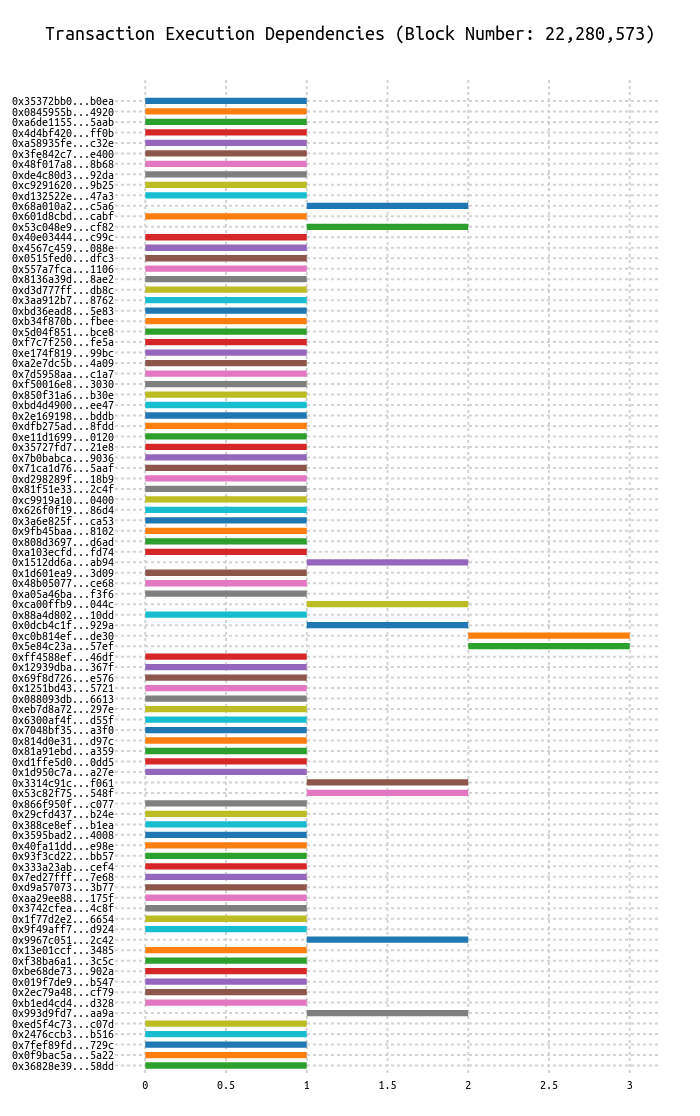 Transaction Execution Dependencies (Block Number: 22,280,573)
0x35372bb0...b0ea
0x0845955b...4920
0xa6de1155...5aab
0x4d4bf420...ff0b
0xa58935fe...c32e
0x3fe842c7...e400
0x48f017a8...8b68
0xde4c80d3...92da
0xc9291620...9b25
0xd132522e...47a3
0x68a010a2...c5a6
0x601d8cbd...cabf
0x53c048e9...cf82
0x40e03444...c99c
0x4567c459...088e
0x0515fed0...dfc3
0x557a7fca...1106
0x8136a39d...8ae2
0xd3d777ff...db8c
0x3aa912b7...8762
0xbd36ead8...5e83
0xb34f870b...fbee
0x5d04f851...bce8
0xf7c7f250...fe5a
0xe174f819...99bc
0xa2e7dc5b...4a09
0x7d5958aa...c1a7
0xf50016e8...3030
0x850f31a6...b30e
0xbd4d4900...ee47
0x2e169198...bddb
0xdfb275ad...8fdd
0xe11d1699...0120
0x35727fd7...21e8
0x7b0babca...9036
0x71ca1d76...5aaf
0xd298289f...18b9
0x81f51e33...2c4f
0xc9919a10...0400
0x626f0f19...86d4
0x3a6e825f...ca53
0x9fb45baa...8102
0x808d3697...d6ad
0xa103ecfd...fd74
0x1512dd6a...ab94
0x1d601ea9...3d09
0x48b05077...ce68
0xa05a46ba...f3f6
0xca00ffb9...044c
0x88a4d802...10dd
0x0dcb4c1f...929a
0xc0b814ef...de30
0x5e84c23a...57ef
0xff4588ef...46df
0x12939dba...367f
0x69f8d726...e576
0x1251bd43...5721
0x088093db...6613
0xeb7d8a72...297e
0x6300af4f...d55f
0x7048bf35...a3f0
0x814d0e31...d97c
0x81a91ebd...a359
0xd1ffe5d0...0dd5
0x1d950c7a...a27e
0x3314c91c...f061
0x53c82f75...548f
0x866f950f...c077
0x29cfd437...b24e
0x388ce8ef...b1ea
0x3595bad2...4008
0x40fa11dd...e98e
0x93f3cd22...bb57
0x333a23ab...cef4
0x7ed27fff...7e68
0xd9a57073...3b77
0xaa29ee88...175f
0x3742cfea...4c8f
0x1f77d2e2...6654
0x9f49aff7...d924
0x9967c051...2c42
0x13e01ccf...3485
0xf38ba6a1...3c5c
0xbe68de73...902a
0x019f7de9...b547
0x2ec79a48...cf79
0xb1ed4cd4...d328
0x993d9fd7...aa9a
0xed5f4c73...c07d
0x2476ccb3...b516
0x7fef89fd...729c
0x0f9bac5a...5a22
0x36828e39...58dd
0 0.5 1 1.5 2 2.5 3